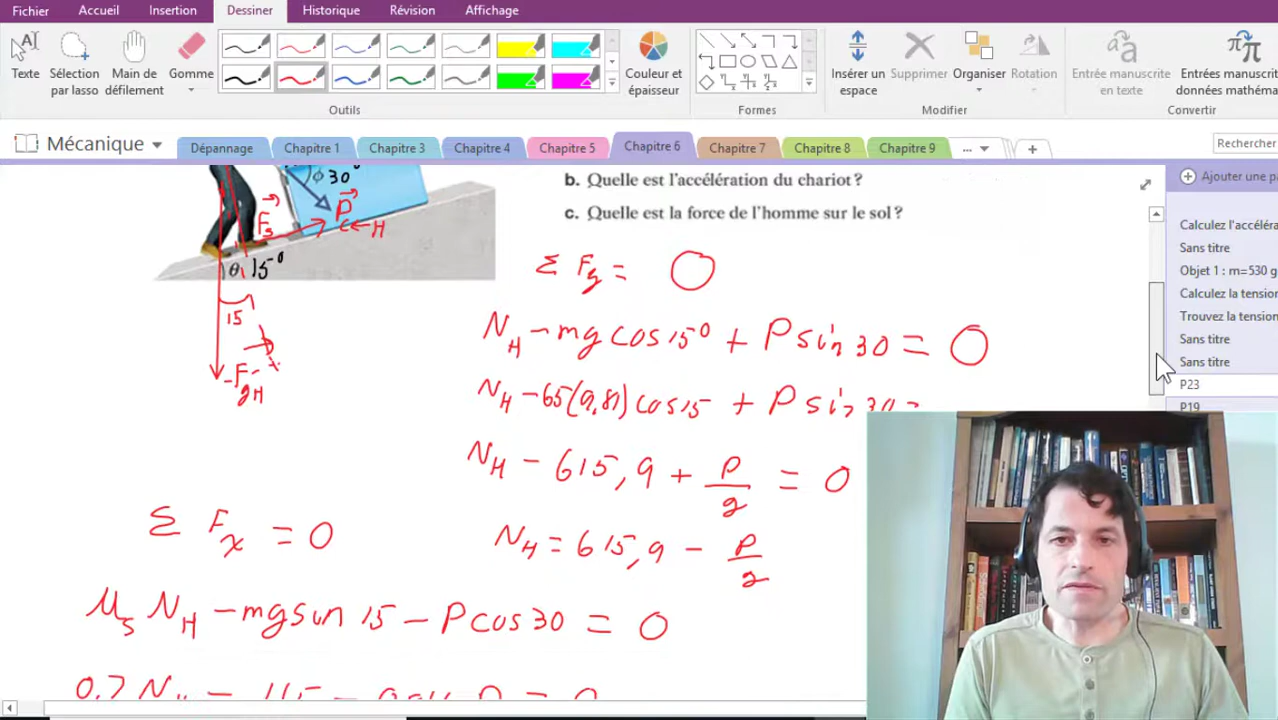 Fichier Accueil Insertion Dessiner Historique Révision Affichage
Texte Sélection par lasso Main de défilement Gomme Couleur et épaisseur Insérer un espace Supprimer Organiser Rotation Entrée manuscrite en texte Entrées manuscri données mathéma
Outils Formes Modifier Convertir
Mécanique Dépannage Chapitre 1 Chapitre 3 Chapitre 4 Chapitre 5 Chapitre 6 Chapitre 7 Chapitre 8 Chapitre 9 ... Rechercher
Ajouter une pa
b. Quelle est l'accélération du chariot ?
c. Quelle est la force de l'homme sur le sol ?
Calculez l'accéléra
Sans titre
Objet 1 : m=530 g
Calculez la tension
Trouvez la tension
Sans titre
Sans titre
P23
P19
ϕ 30°
P
Fs
H
θ 15°
15
-FgH
+
Σ Fy = 0
NH - mg cos 15° + P sin 30 = 0
NH - 65(9,81) cos 15 + P sin 30 =
NH - 615,9 + P/2 = 0
NH = 615,9 - P/2
Σ Fx = 0
μs NH - mg sin 15 - P cos 30 = 0